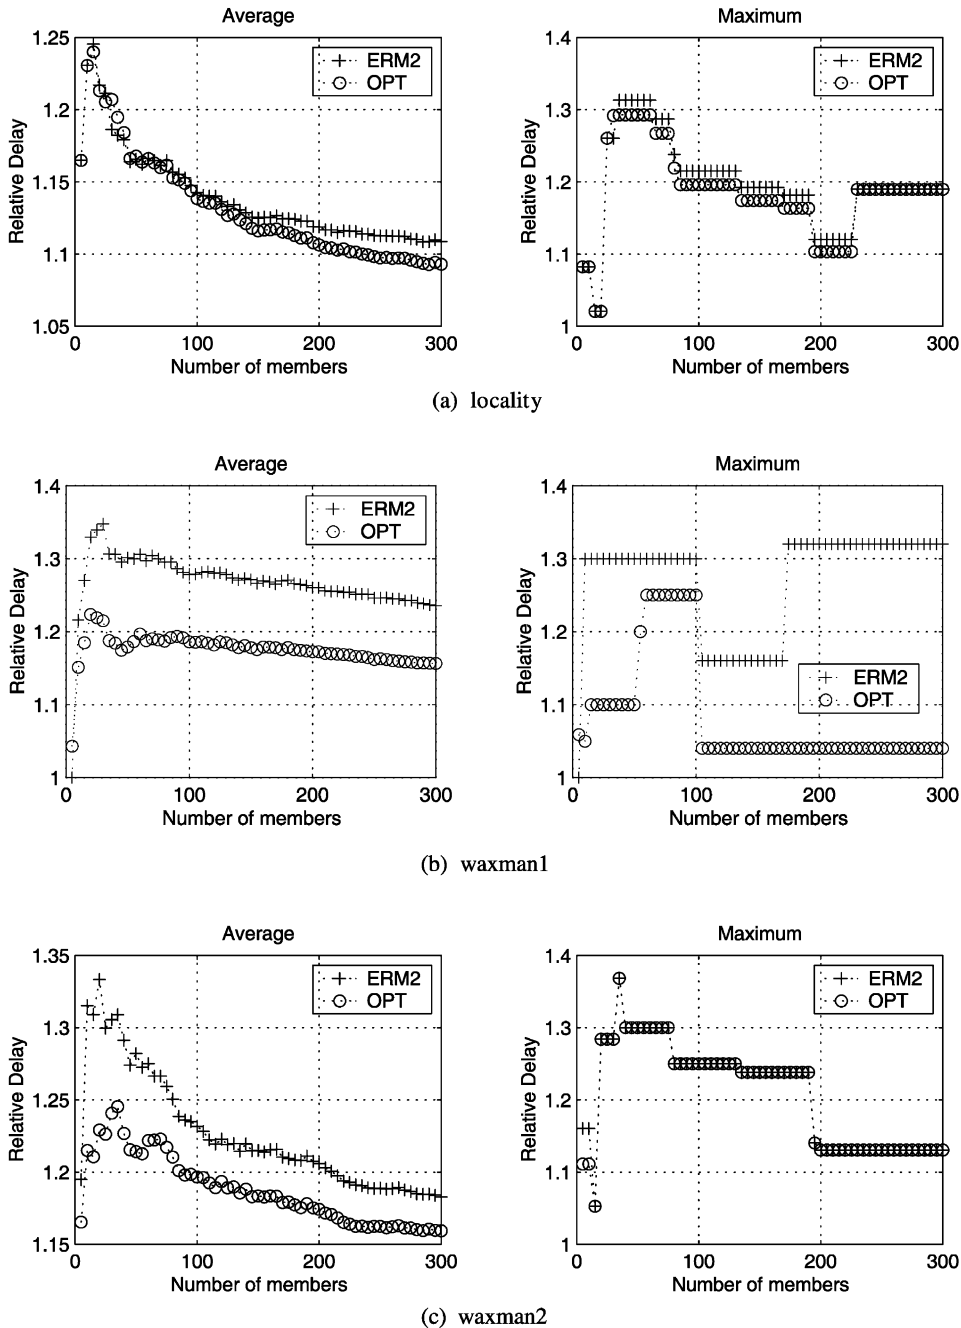 Average
1.25
1.2
1.15
1.1
1.05
Relative Delay
ERM2
OPT
0 100 200 300
Number of members
Maximum
1.4
1.3
1.2
1.1
1
Relative Delay
ERM2
OPT
0 100 200 300
Number of members
(a) locality
Average
1.4
1.3
1.2
1.1
1
Relative Delay
ERM2
OPT
0 100 200 300
Number of members
Maximum
1.4
1.3
1.2
1.1
1
Relative Delay
ERM2
OPT
0 100 200 300
Number of members
(b) waxman1
Average
1.35
1.3
1.25
1.2
1.15
Relative Delay
ERM2
OPT
0 100 200 300
Number of members
Maximum
1.4
1.3
1.2
1.1
1
Relative Delay
ERM2
OPT
0 100 200 300
Number of members
(c) waxman2